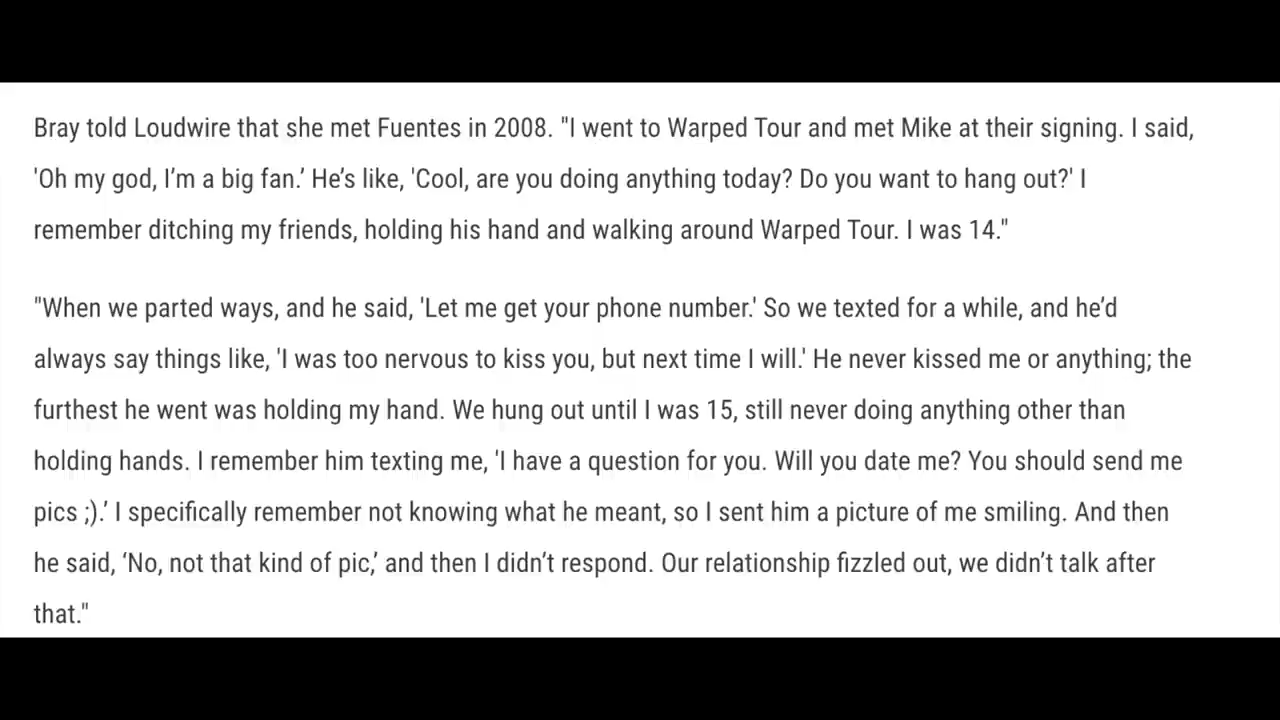 Bray told Loudwire that she met Fuentes in 2008. "I went to Warped Tour and met Mike at their signing. I said,
'Oh my god, I’m a big fan.’ He’s like, 'Cool, are you doing anything today? Do you want to hang out?' I
remember ditching my friends, holding his hand and walking around Warped Tour. I was 14."
"When we parted ways, and he said, 'Let me get your phone number.' So we texted for a while, and he’d
always say things like, 'I was too nervous to kiss you, but next time I will.' He never kissed me or anything; the
furthest he went was holding my hand. We hung out until I was 15, still never doing anything other than
holding hands. I remember him texting me, 'I have a question for you. Will you date me? You should send me
pics ;).’ I specifically remember not knowing what he meant, so I sent him a picture of me smiling. And then
he said, ‘No, not that kind of pic,’ and then I didn’t respond. Our relationship fizzled out, we didn’t talk after
that."